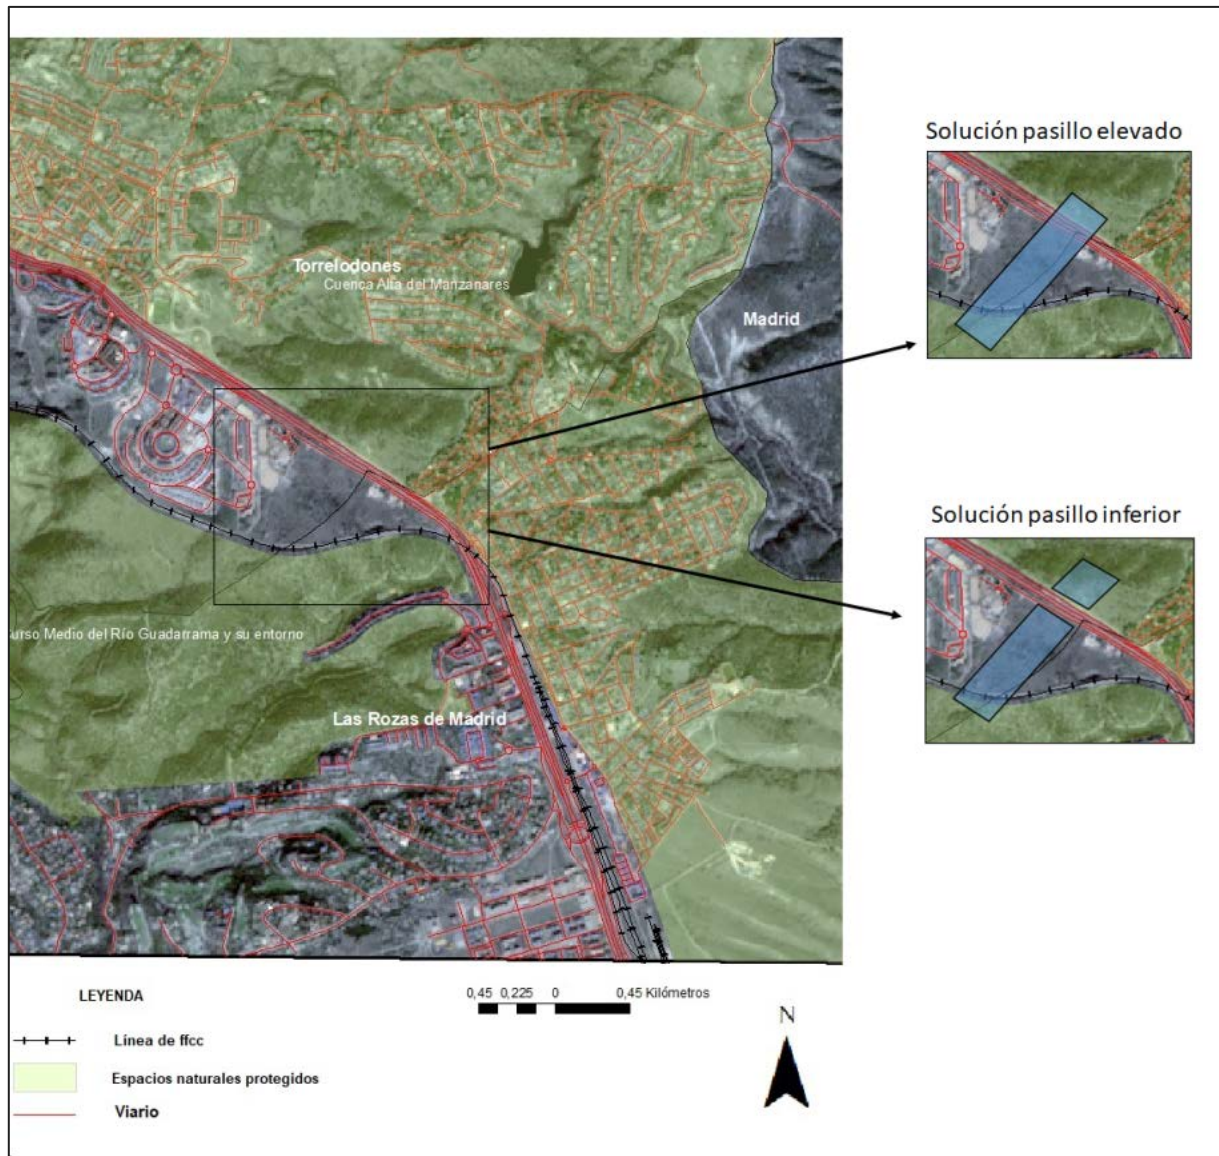 Solución pasillo elevado
Torrelodones
Cuenca Alta del Manzanares
Madrid
Solución pasillo inferior
urso Medio del Río Guadarrama y su entorno
Las Rozas de Madrid
LEYENDA
0,45 0,225 0 0,45 Kilómetros
N
Línea de ffcc
Espacios naturales protegidos
Viario